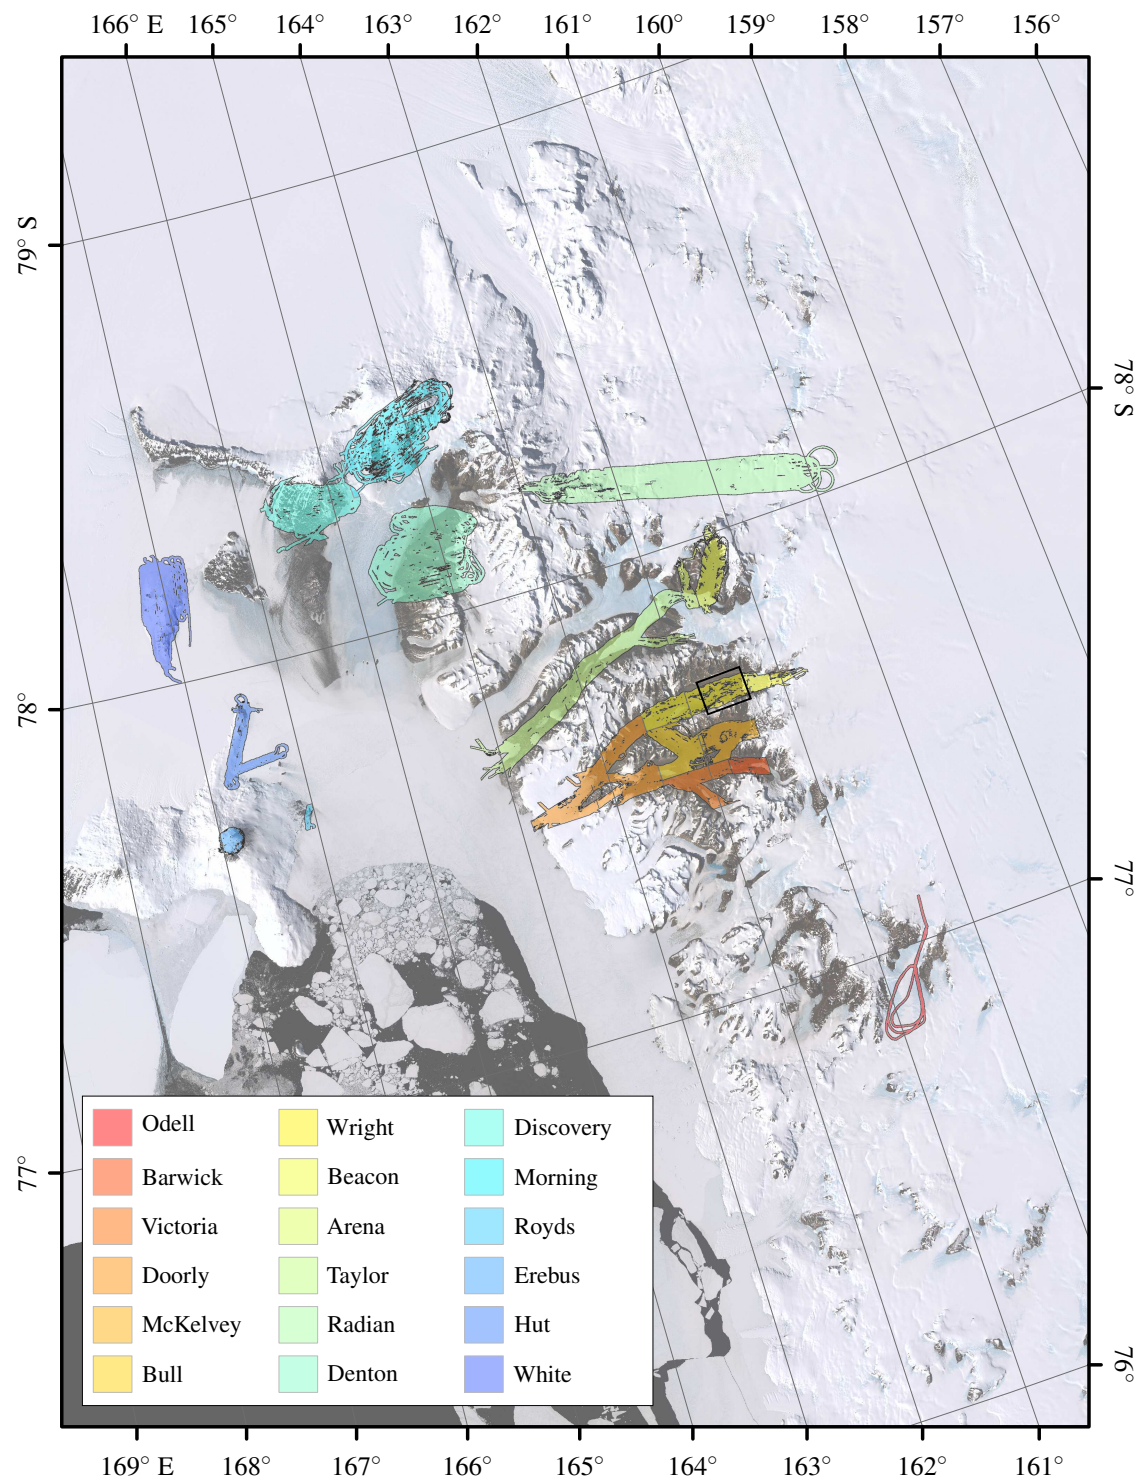 166° E 165° 164° 163° 162° 161° 160° 159° 158° 157° 156°
79° S
78° S
78°
77°
77°
76°
Odell
Barwick
Victoria
Doorly
McKelvey
Bull
Wright
Beacon
Arena
Taylor
Radian
Denton
Discovery
Morning
Royds
Erebus
Hut
White
169° E 168° 167° 166° 165° 164° 163° 162° 161°